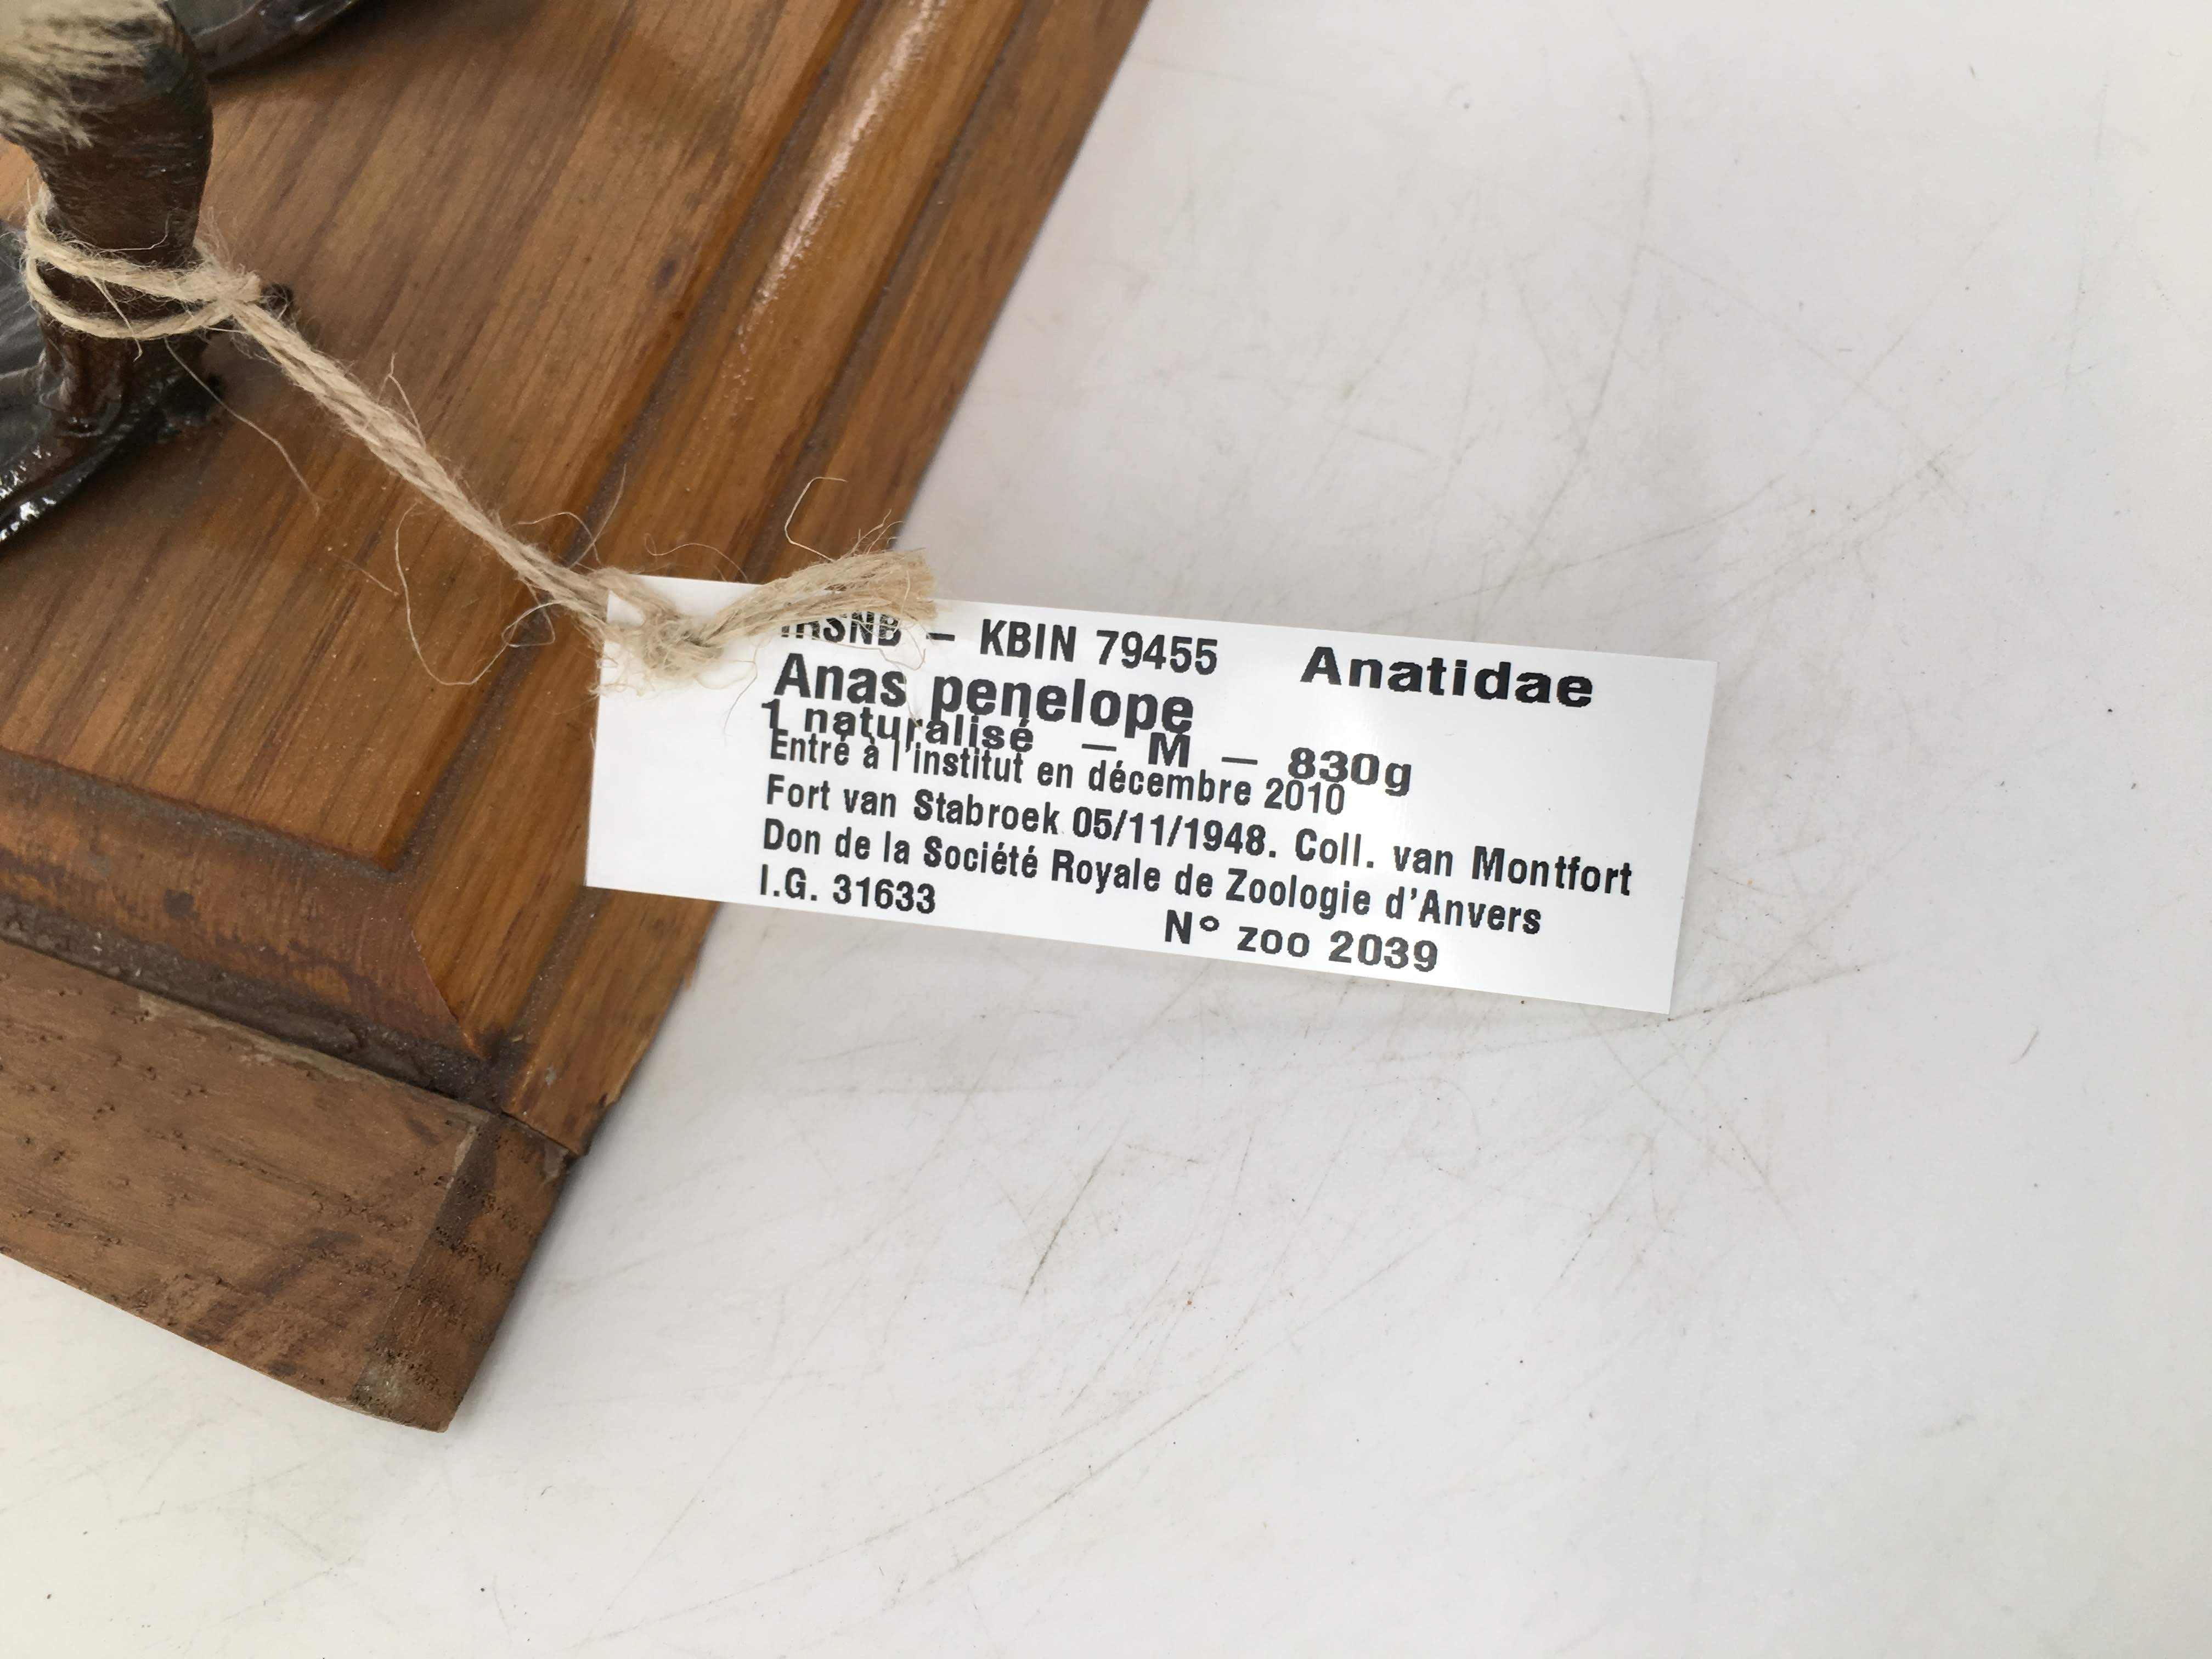 IRSNB – KBIN 79455 Anatidae
Anas penelope
1 naturalisé – M – 830g
Entré à l'institut en décembre 2010
Fort van Stabroek 05/11/1948. Coll. van Montfort
Don de la Société Royale de Zoologie d'Anvers
I.G. 31633 N° zoo 2039